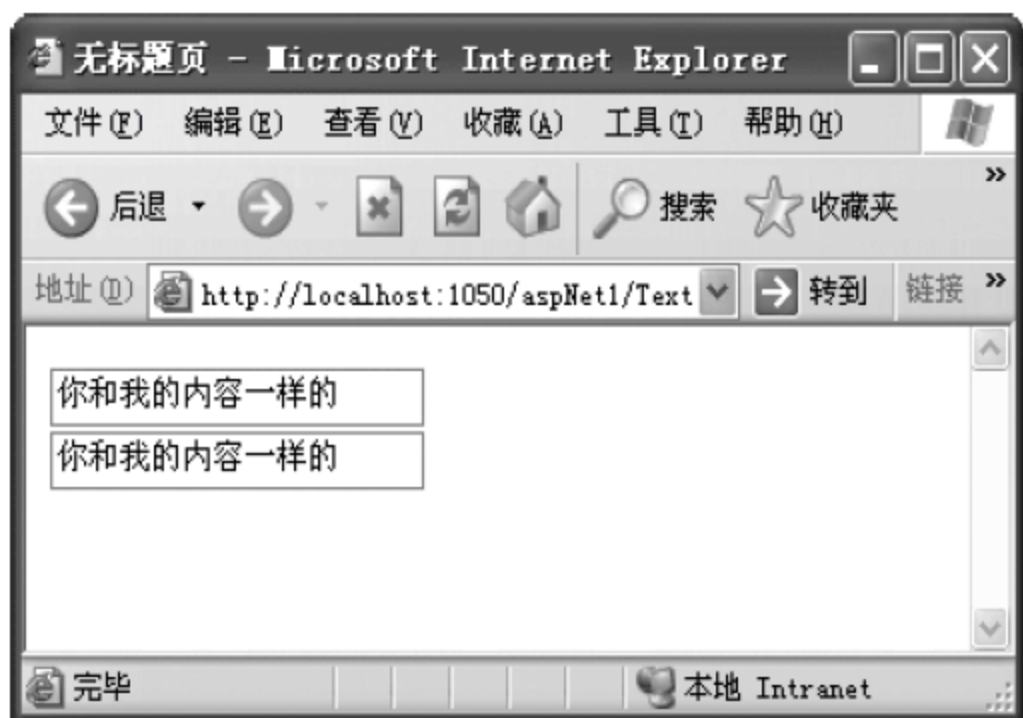 无标题页 - Microsoft Internet Explorer
文件(F) 编辑(E) 查看(V) 收藏(A) 工具(T) 帮助(H)
后退 搜索 收藏夹 »
地址(D) http://localhost:1050/aspNet1/Text 转到 链接 »
你和我的内容一样的
你和我的内容一样的
完毕 本地 Intranet